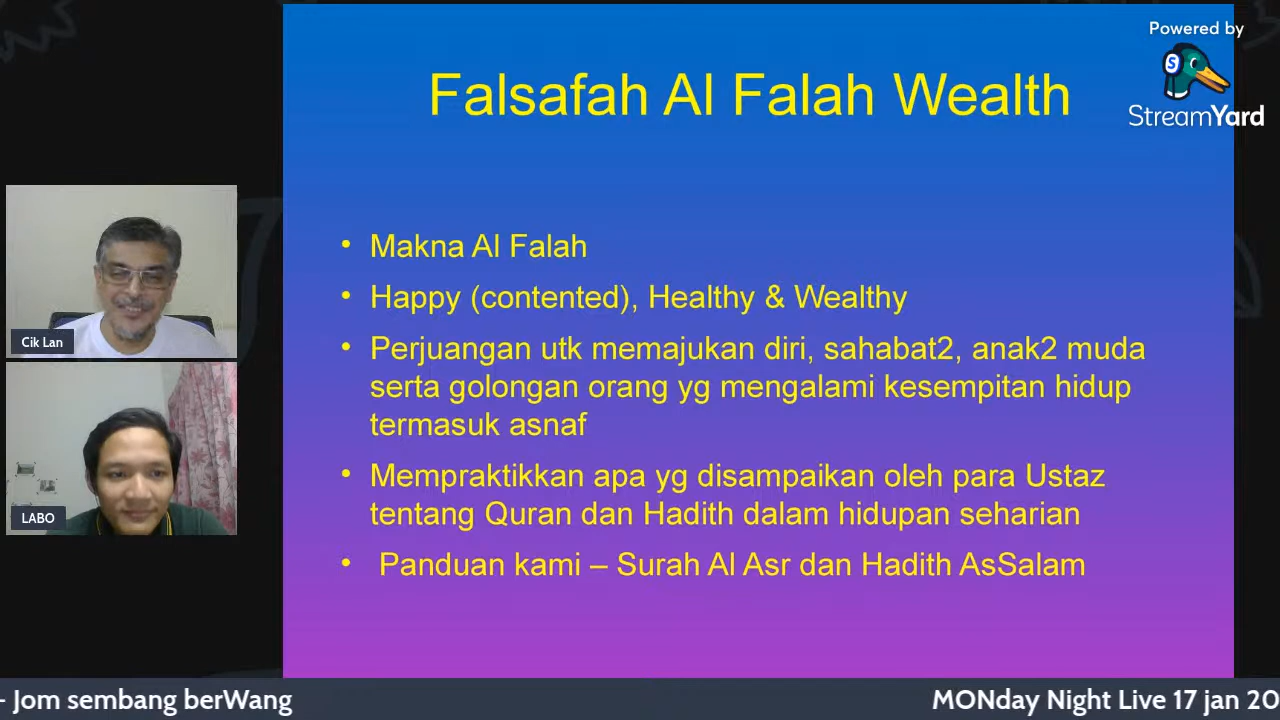 Powered by
StreamYard
Falsafah Al Falah Wealth
• Makna Al Falah
• Happy (contented), Healthy & Wealthy
• Perjuangan utk memajukan diri, sahabat2, anak2 muda
serta golongan orang yg mengalami kesempitan hidup
termasuk asnaf
• Mempraktikkan apa yg disampaikan oleh para Ustaz
tentang Quran dan Hadith dalam hidupan seharian
• Panduan kami – Surah Al Asr dan Hadith AsSalam
Cik Lan
LABO
- Jom sembang berWang
MONday Night Live 17 jan 20